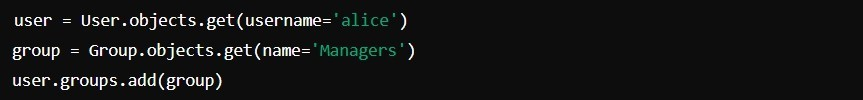 user = User.objects.get(username='alice')
group = Group.objects.get(name='Managers')
user.groups.add(group)